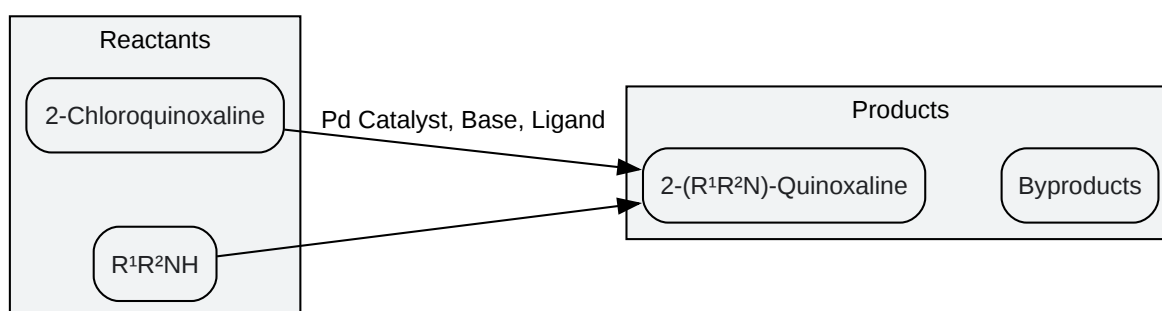 Reactants
2-Chloroquinoxaline
R¹R²NH
Pd Catalyst, Base, Ligand
Products
2-(R¹R²N)-Quinoxaline
Byproducts